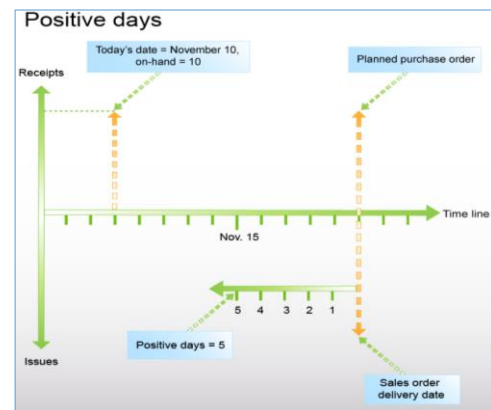 Positive days
Today's date = November 10,
on-hand = 10
Planned purchase order
Receipts
Time line
Nov. 15
5 4 3 2 1
Positive days = 5
Issues
Sales order
delivery date